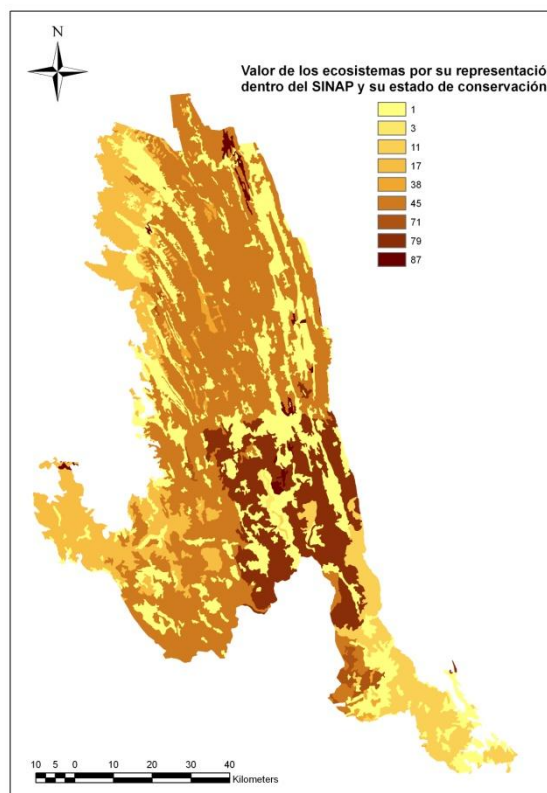 N
Valor de los ecosistemas por su representació
dentro del SINAP y su estado de conservación
1
3
11
17
38
45
71
79
87
10 5 0 10 20 30 40
Kilometers